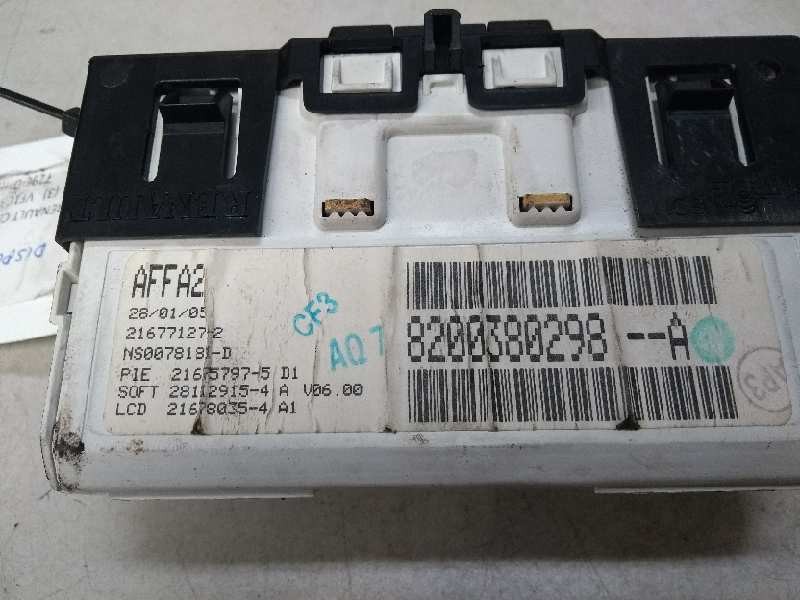 RENAULT
AFFA2
28/01/05
21677127-2
NS0078131-D
PIE 21675797-5 D1
SOFT 28112915-4 A V06.00
LCD 21678035-4 A1
CF3
AQ7
8200380298--A